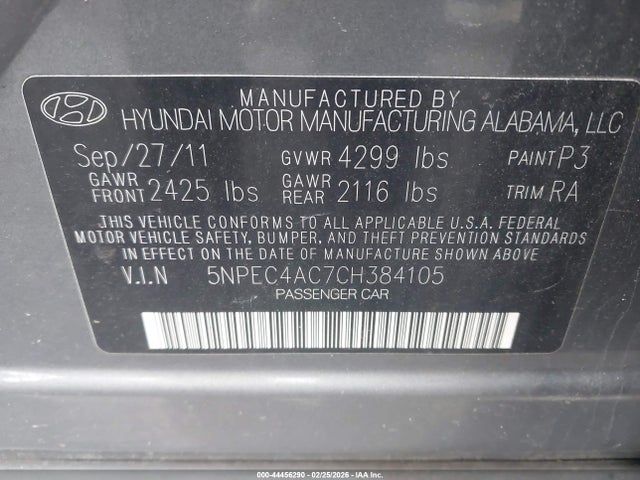 MANUFACTURED BY
HYUNDAI MOTOR MANUFACTURING ALABAMA, LLC
Sep/27/11 GVWR 4299 lbs PAINT P3
GAWR FRONT 2425 lbs GAWR REAR 2116 lbs TRIM RA
THIS VEHICLE CONFORMS TO ALL APPLICABLE U.S.A. FEDERAL
MOTOR VEHICLE SAFETY, BUMPER, AND THEFT PREVENTION STANDARDS
IN EFFECT ON THE DATE OF MANUFACTURE SHOWN ABOVE
V.I.N 5NPEC4AC7CH384105
PASSENGER CAR
000-44456290 - 02/25/2026 - IAA Inc.